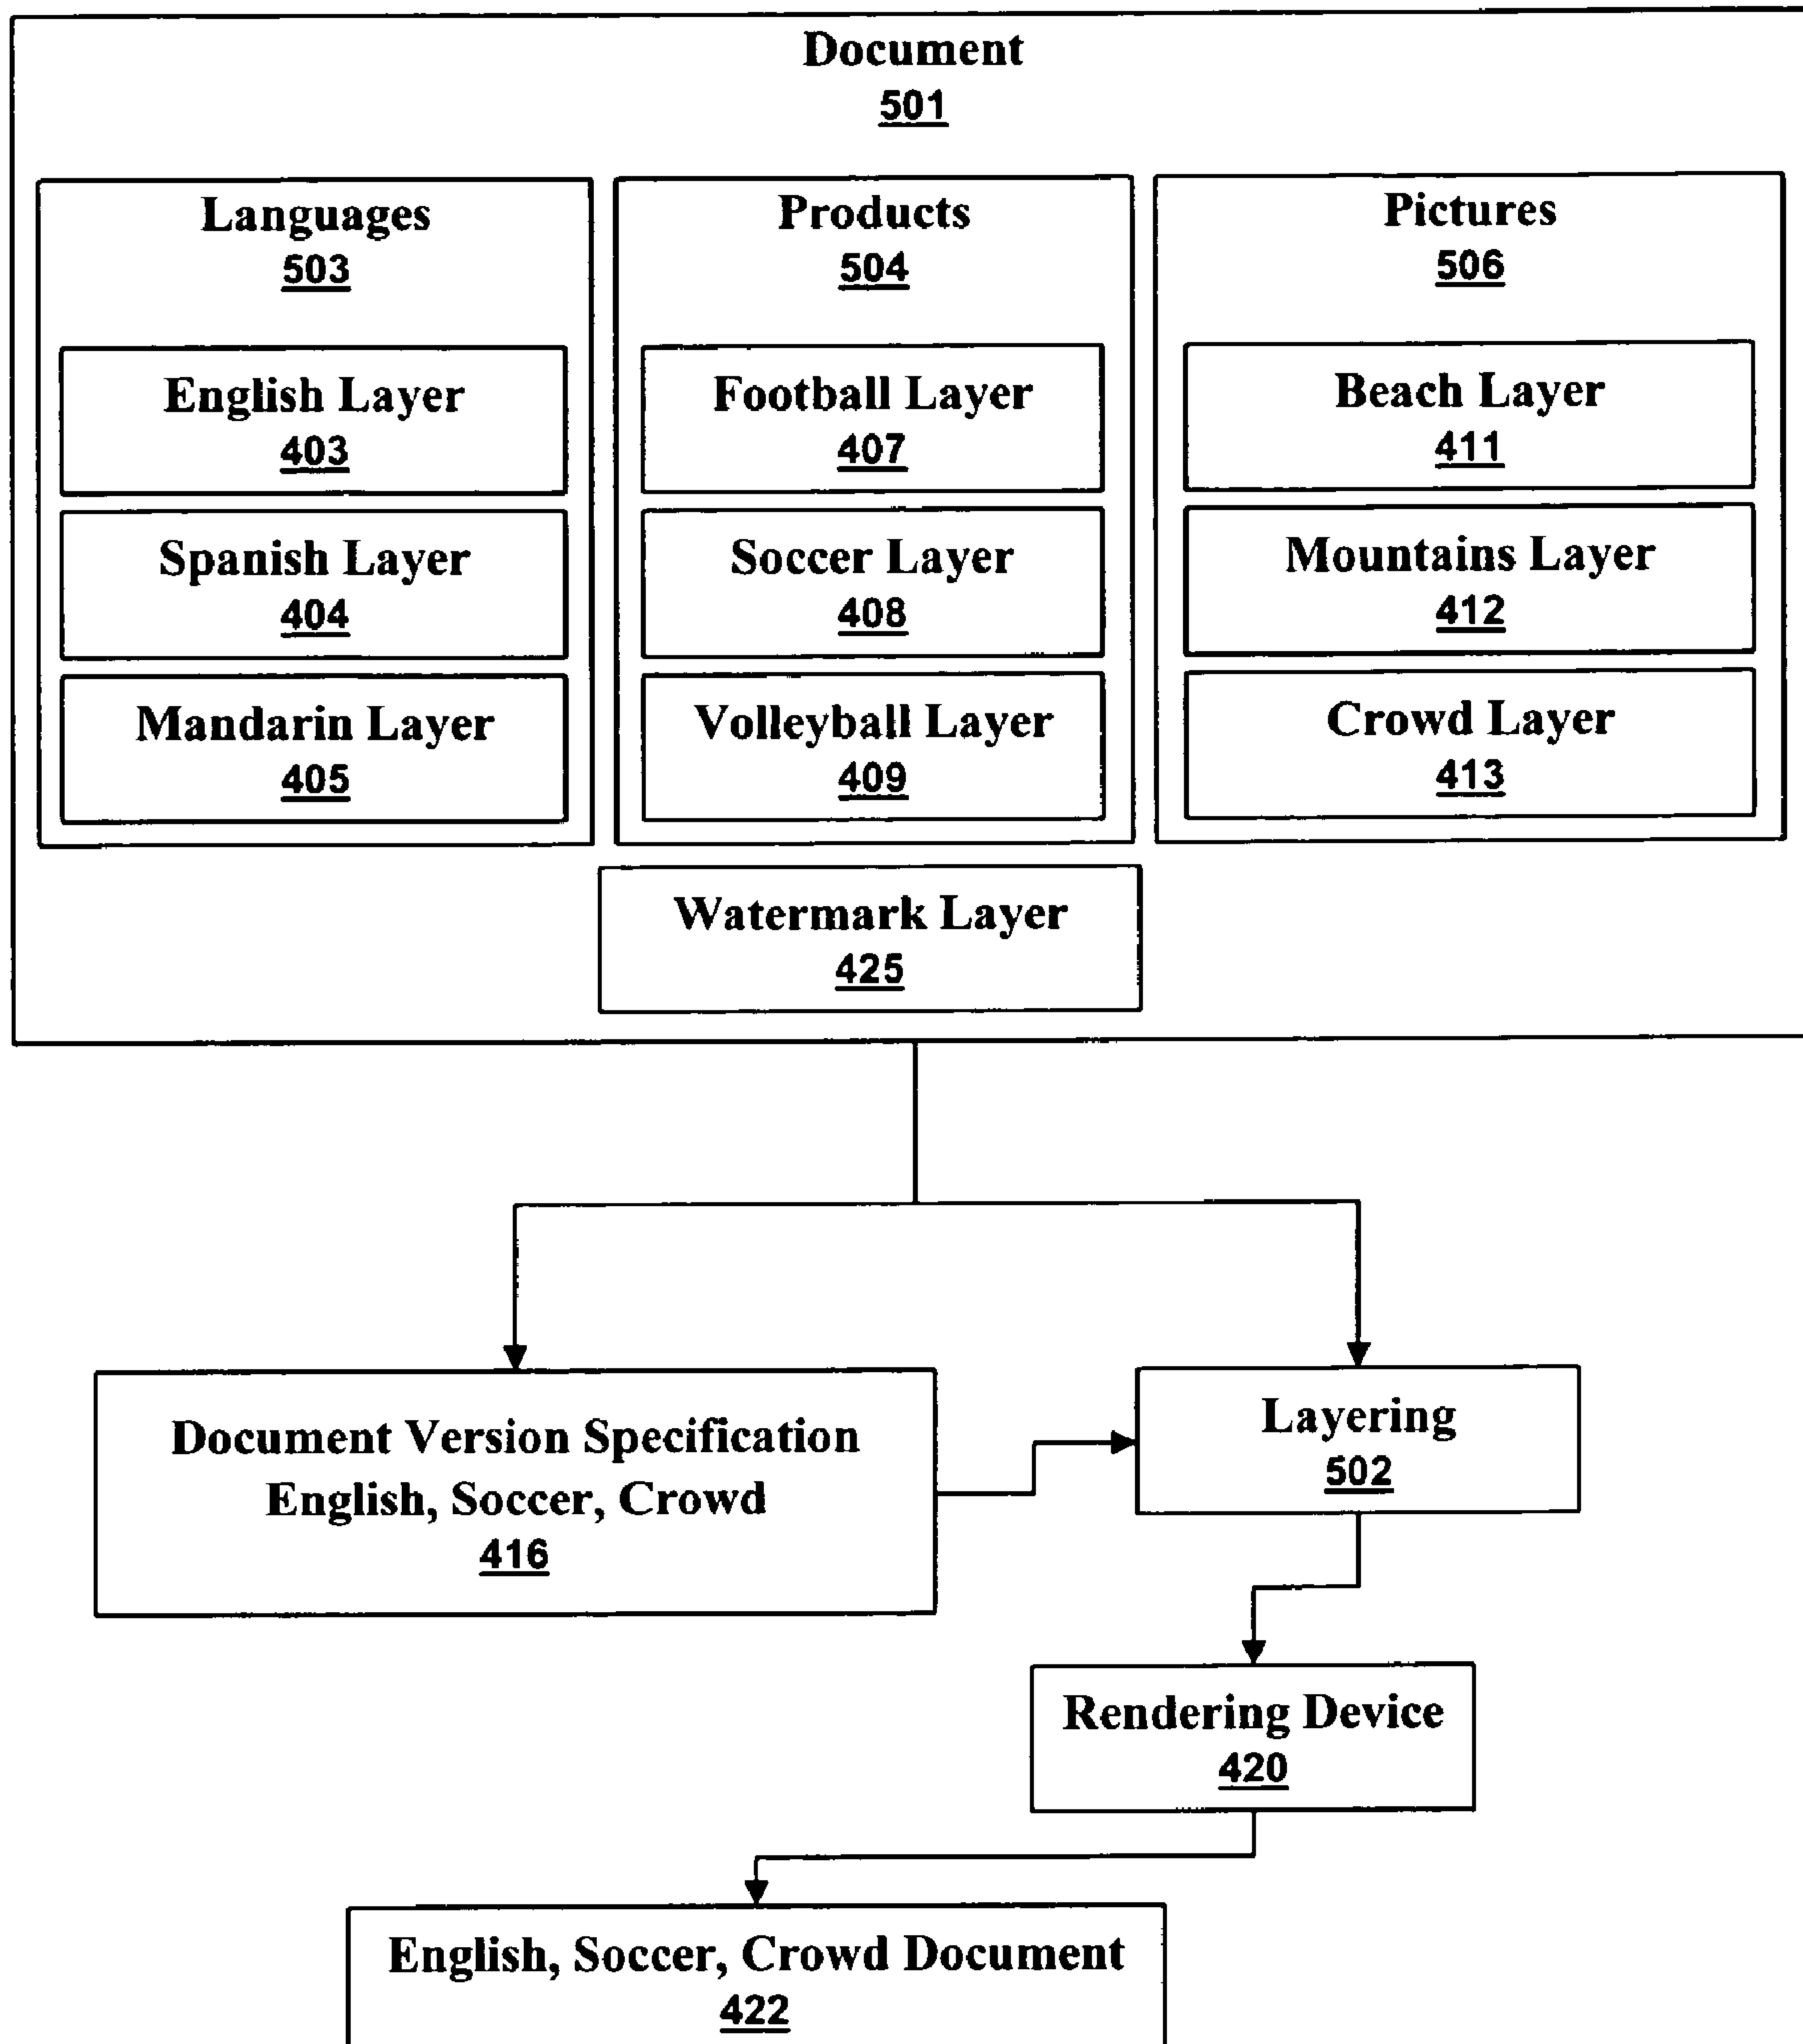 Document
501
Languages
503
English Layer
403
Spanish Layer
404
Mandarin Layer
405
Products
504
Football Layer
407
Soccer Layer
408
Volleyball Layer
409
Pictures
506
Beach Layer
411
Mountains Layer
412
Crowd Layer
413
Watermark Layer
425
Document Version Specification
English, Soccer, Crowd
416
Layering
502
Rendering Device
420
English, Soccer, Crowd Document
422